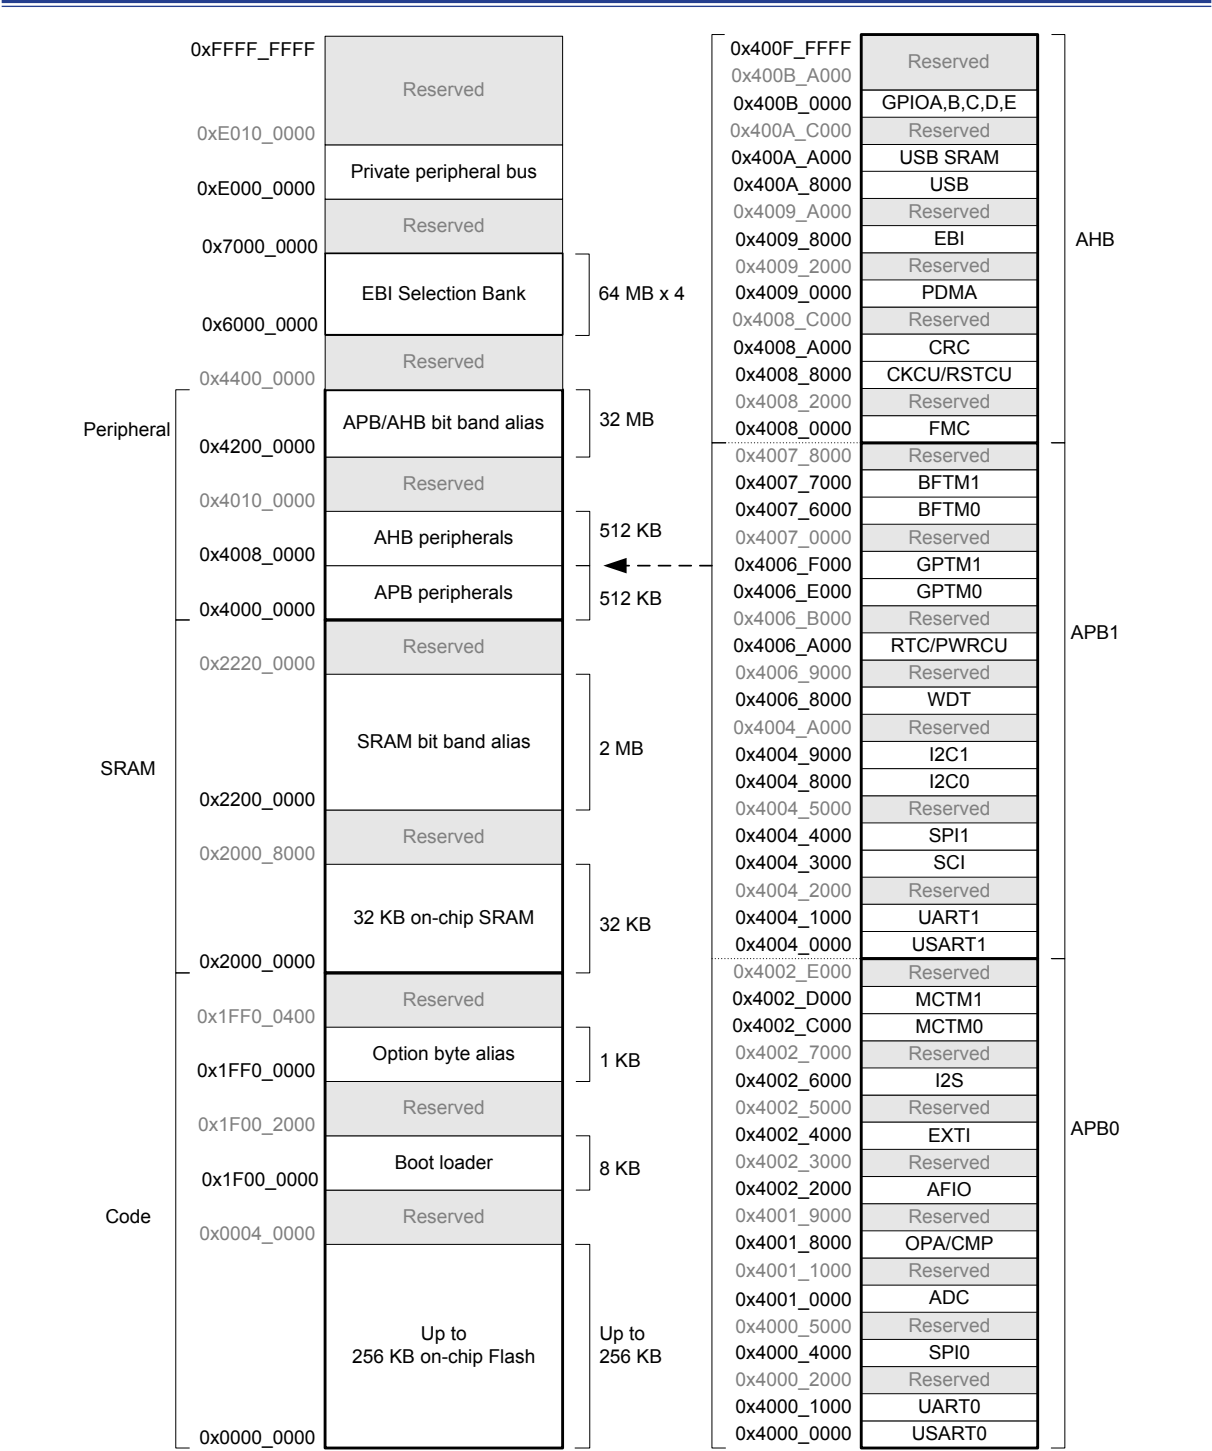 0xFFFF_FFFF
Reserved
0xE010_0000
Private peripheral bus
0xE000_0000
Reserved
0x7000_0000
EBI Selection Bank
64 MB x 4
0x6000_0000
Reserved
0x4400_0000
Peripheral
APB/AHB bit band alias
32 MB
0x4200_0000
Reserved
0x4010_0000
AHB peripherals
512 KB
0x4008_0000
APB peripherals
512 KB
0x4000_0000
Reserved
0x2220_0000
SRAM
SRAM bit band alias
2 MB
0x2200_0000
Reserved
0x2000_8000
32 KB on-chip SRAM
32 KB
0x2000_0000
Reserved
0x1FF0_0400
Option byte alias
1 KB
0x1FF0_0000
Reserved
0x1F00_2000
Boot loader
8 KB
0x1F00_0000
Code
Reserved
0x0004_0000
Up to
256 KB on-chip Flash
Up to
256 KB
0x0000_0000
0x400F_FFFF
Reserved
0x400B_A000
0x400B_0000 GPIOA,B,C,D,E
0x400A_C000 Reserved
0x400A_A000 USB SRAM
0x400A_8000 USB
0x4009_A000 Reserved
0x4009_8000 EBI
AHB
0x4009_2000 Reserved
0x4009_0000 PDMA
0x4008_C000 Reserved
0x4008_A000 CRC
0x4008_8000 CKCU/RSTCU
0x4008_2000 Reserved
0x4008_0000 FMC
0x4007_8000 Reserved
0x4007_7000 BFTM1
0x4007_6000 BFTM0
0x4007_0000 Reserved
0x4006_F000 GPTM1
0x4006_E000 GPTM0
0x4006_B000 Reserved
APB1
0x4006_A000 RTC/PWRCU
0x4006_9000 Reserved
0x4006_8000 WDT
0x4004_A000 Reserved
0x4004_9000 I2C1
0x4004_8000 I2C0
0x4004_5000 Reserved
0x4004_4000 SPI1
0x4004_3000 SCI
0x4004_2000 Reserved
0x4004_1000 UART1
0x4004_0000 USART1
0x4002_E000 Reserved
0x4002_D000 MCTM1
0x4002_C000 MCTM0
0x4002_7000 Reserved
0x4002_6000 I2S
0x4002_5000 Reserved
APB0
0x4002_4000 EXTI
0x4002_3000 Reserved
0x4002_2000 AFIO
0x4001_9000 Reserved
0x4001_8000 OPA/CMP
0x4001_1000 Reserved
0x4001_0000 ADC
0x4000_5000 Reserved
0x4000_4000 SPI0
0x4000_2000 Reserved
0x4000_1000 UART0
0x4000_0000 USART0